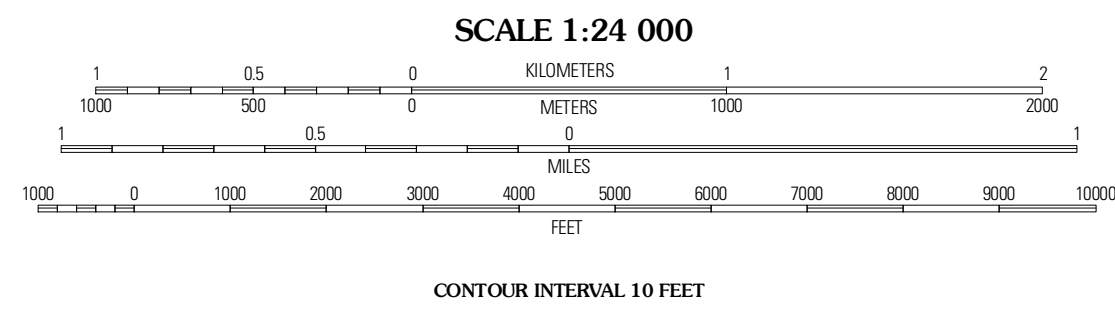 SCALE 1:24 000
1 0.5 0 KILOMETERS 1 2
1000 500 0 METERS 1000 2000
1 0.5 0 1
MILES
1000 0 1000 2000 3000 4000 5000 6000 7000 8000 9000 10000
FEET
CONTOUR INTERVAL 10 FEET